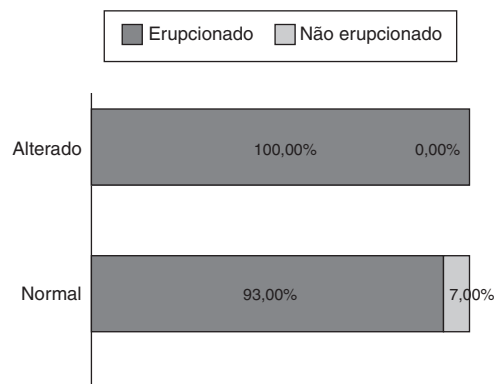 Erupcionado Não erupcionado
Alterado 100,00% 0,00%
Normal 93,00% 7,00%